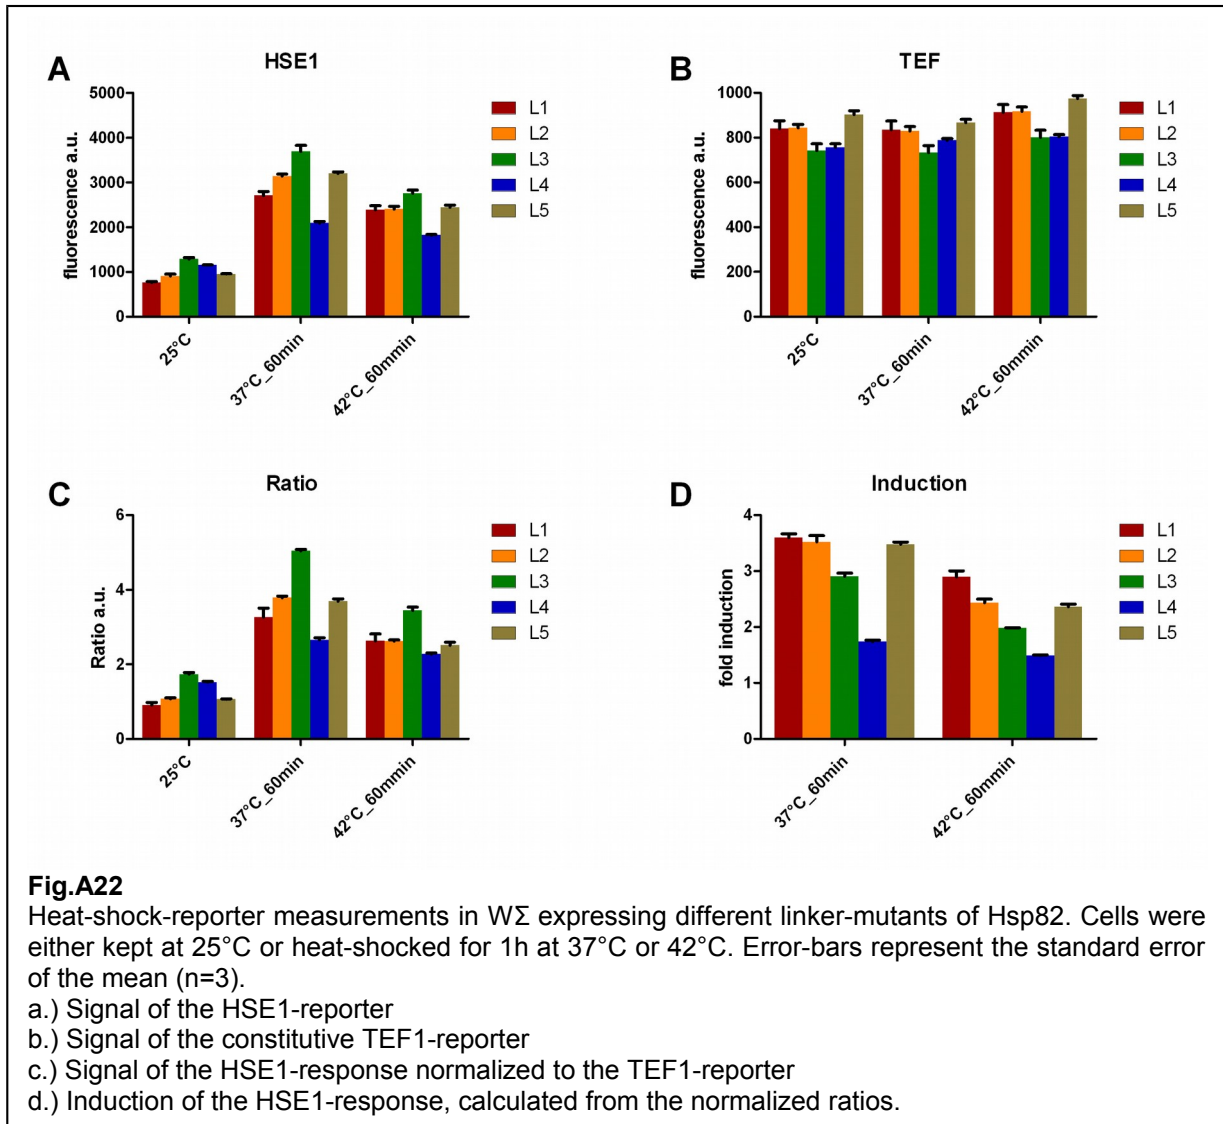 A
HSE1
fluorescence a.u.
5000
4000
3000
2000
1000
0
25°C
37°C_60min
42°C_60mmin
L1
L2
L3
L4
L5
B
TEF
fluorescence a.u.
1000
800
600
400
200
0
25°C
37°C_60min
42°C_60mmin
L1
L2
L3
L4
L5
C
Ratio
Ratio a.u.
6
4
2
0
25°C
37°C_60min
42°C_60mmin
L1
L2
L3
L4
L5
D
Induction
fold induction
4
3
2
1
0
37°C_60min
42°C_60mmin
L1
L2
L3
L4
L5
Fig.A22
Heat-shock-reporter measurements in WΣ expressing different linker-mutants of Hsp82. Cells were
either kept at 25°C or heat-shocked for 1h at 37°C or 42°C. Error-bars represent the standard error
of the mean (n=3).
a.) Signal of the HSE1-reporter
b.) Signal of the constitutive TEF1-reporter
c.) Signal of the HSE1-response normalized to the TEF1-reporter
d.) Induction of the HSE1-response, calculated from the normalized ratios.